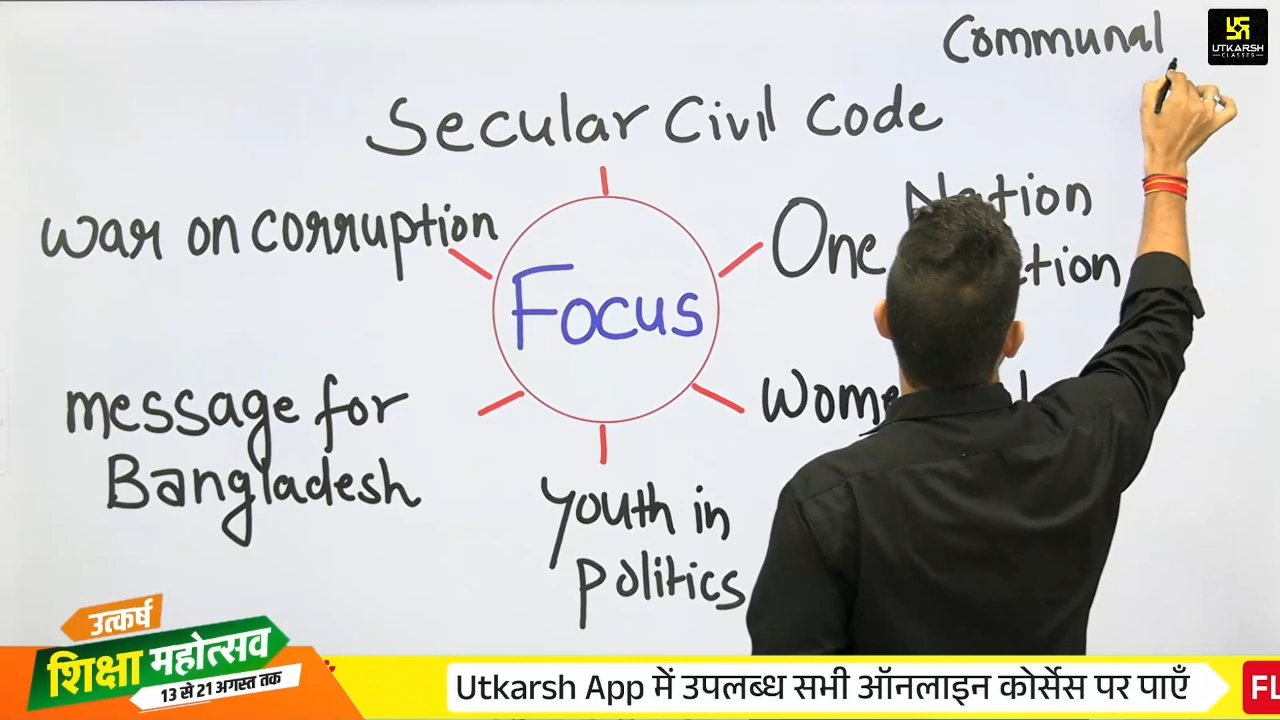 Communal
UTKARSH
CLASSES
Secular Civil Code
war on corruption
One
Nation
Focus
message for
Bangladesh
Youth in
politics
उत्कर्ष
शिक्षा महोत्सव
13 से 21 अगस्त तक
Utkarsh App में उपलब्ध सभी ऑनलाइन कोर्सेस पर पाएँ